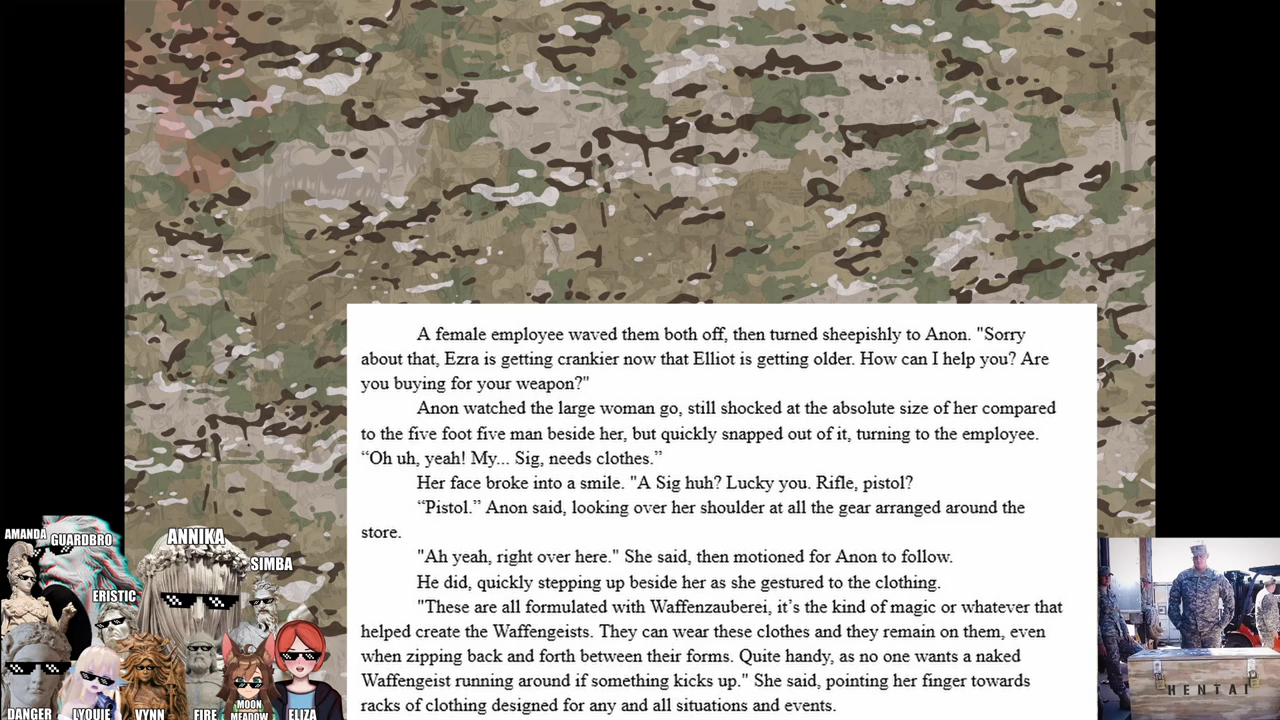 A female employee waved them both off, then turned sheepishly to Anon. "Sorry
about that, Ezra is getting crankier now that Elliot is getting older. How can I help you? Are
you buying for your weapon?"
Anon watched the large woman go, still shocked at the absolute size of her compared
to the five foot five man beside her, but quickly snapped out of it, turning to the employee.
“Oh uh, yeah! My... Sig, needs clothes.”
Her face broke into a smile. "A Sig huh? Lucky you. Rifle, pistol?
“Pistol.” Anon said, looking over her shoulder at all the gear arranged around the
store.
"Ah yeah, right over here." She said, then motioned for Anon to follow.
He did, quickly stepping up beside her as she gestured to the clothing.
"These are all formulated with Waffenzauberei, it’s the kind of magic or whatever that
helped create the Waffengeists. They can wear these clothes and they remain on them, even
when zipping back and forth between their forms. Quite handy, as no one wants a naked
Waffengeist running around if something kicks up." She said, pointing her finger towards
racks of clothing designed for any and all situations and events.
AMANDA
GUARDBRO
ANNIKA
SIMBA
ERISTIC
DANGER
LYQUIE
VYNN
FIRE
MOON
MEADOW
ELIZA
HENTAI